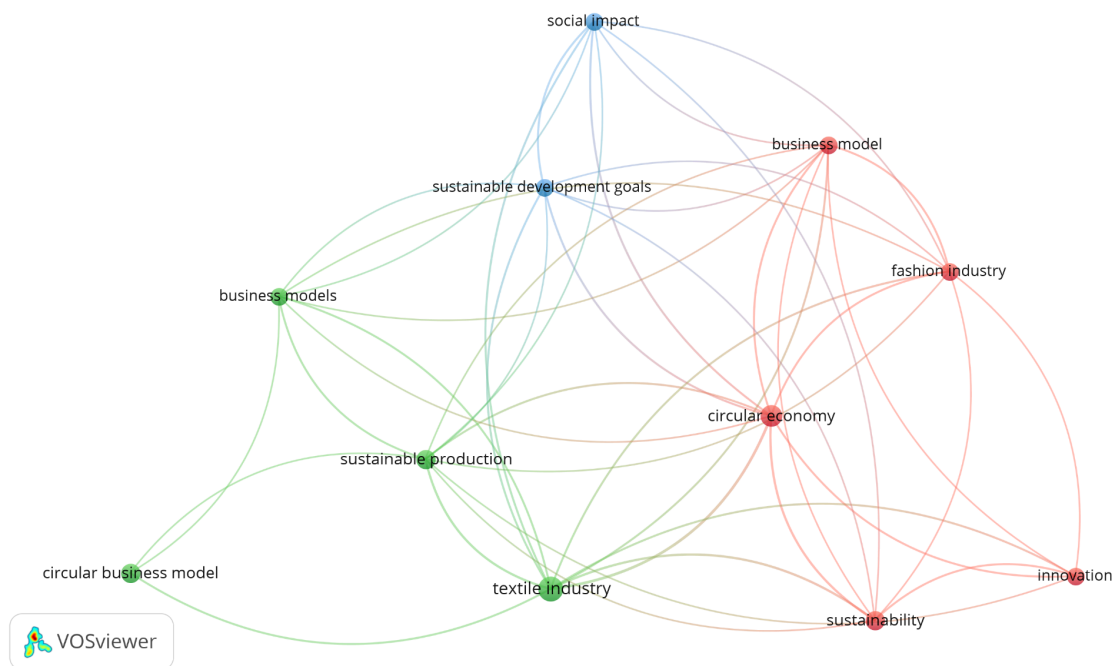 social impact
business model
sustainable development goals
fashion industry
business models
circular economy
sustainable production
circular business model
innovation
textile industry
sustainability
VOSviewer